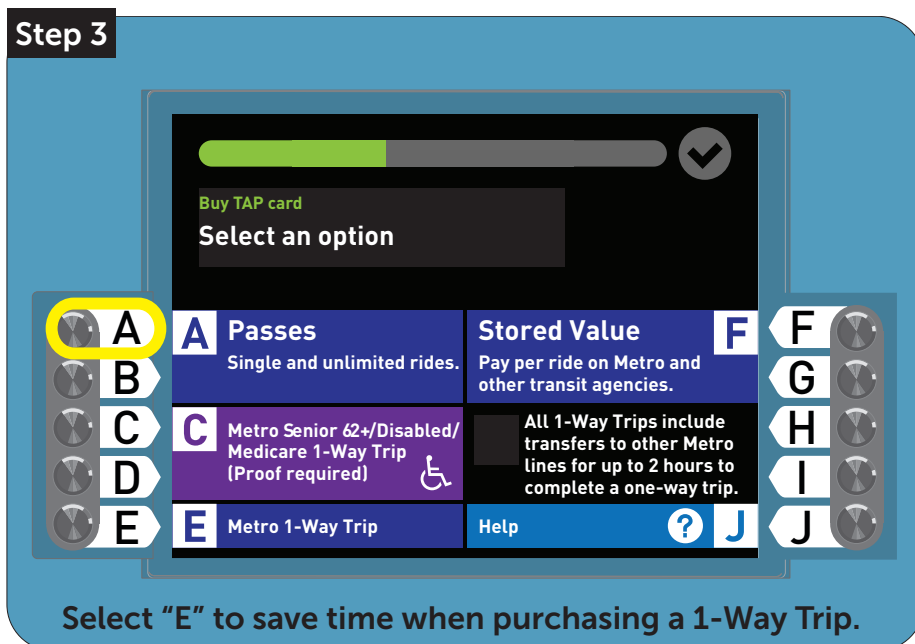 Step 3
Buy TAP card
Select an option
A
B
C
D
E
A
Passes
Single and unlimited rides.
C
Metro Senior 62+/Disabled/
Medicare 1-Way Trip
(Proof required)
E
Metro 1-Way Trip
Stored Value
F
Pay per ride on Metro and
other transit agencies.
All 1-Way Trips include
transfers to other Metro
lines for up to 2 hours to
complete a one-way trip.
Help
?
J
F
G
H
I
J
Select “E” to save time when purchasing a 1-Way Trip.